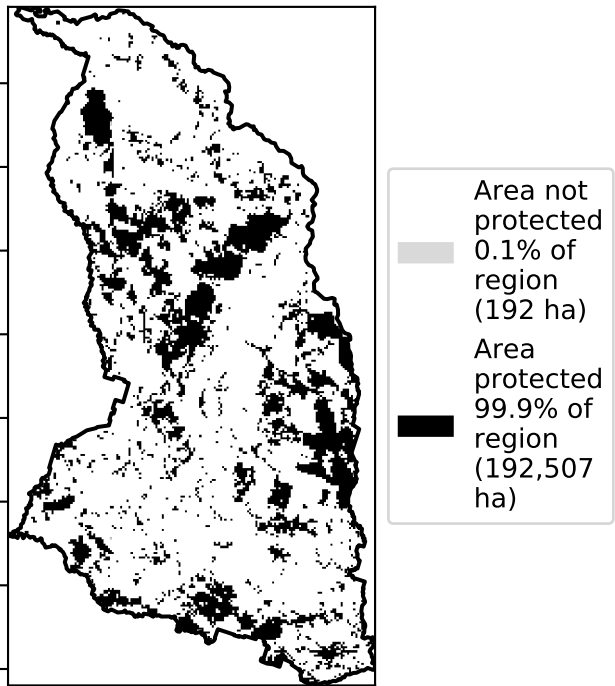 Area not
protected
0.1% of
region
(192 ha)
Area
protected
99.9% of
region
(192,507
ha)